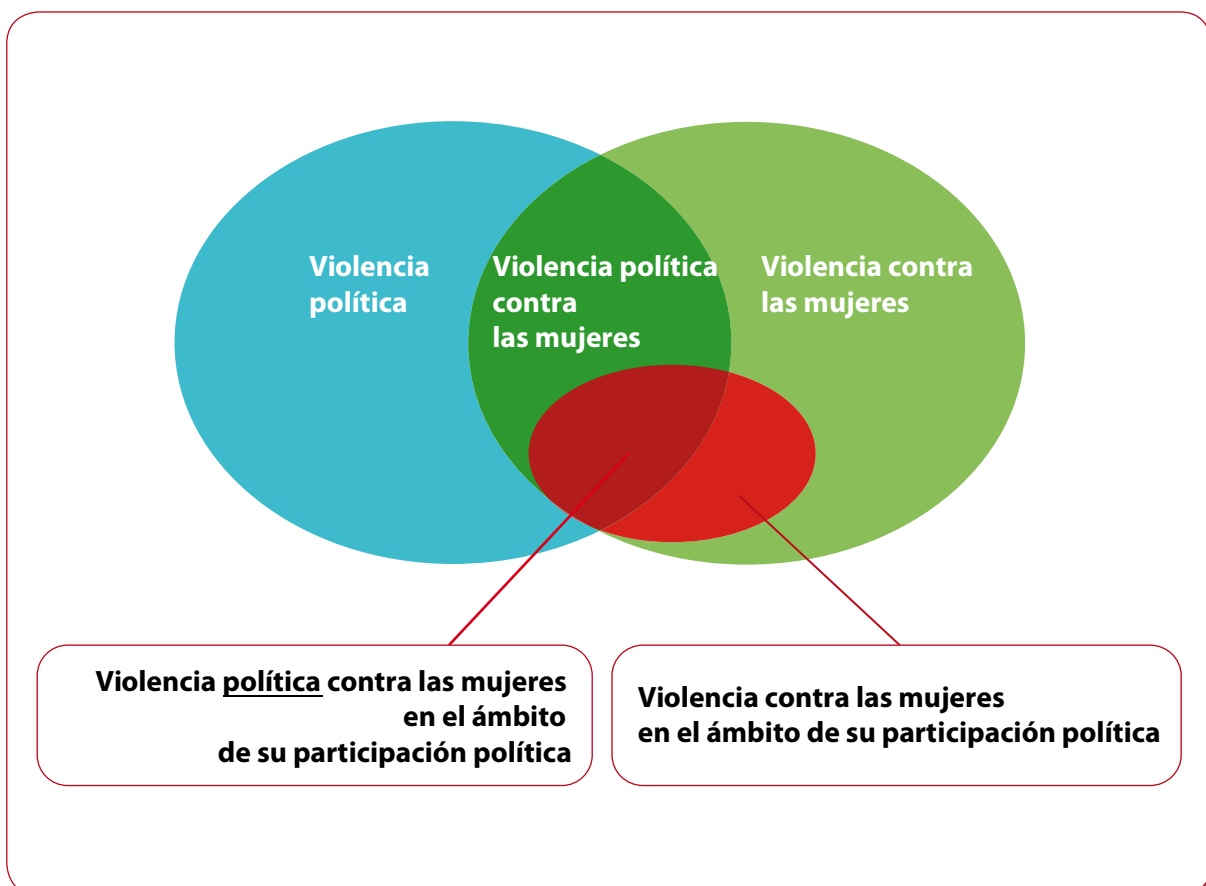 Violencia
política
Violencia política
contra
las mujeres
Violencia contra
las mujeres
Violencia política contra las mujeres
en el ámbito
de su participación política
Violencia contra las mujeres
en el ámbito de su participación política